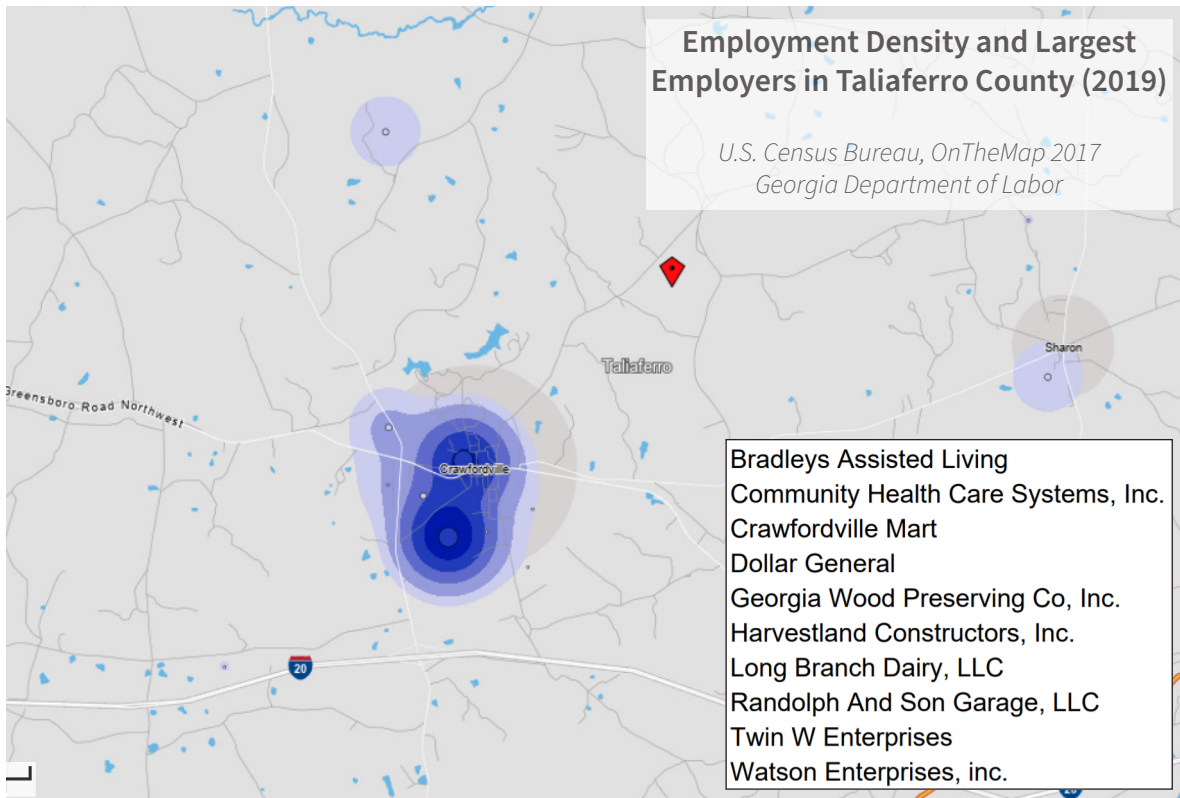 Employment Density and Largest
Employers in Taliaferro County (2019)
U.S. Census Bureau, OnTheMap 2017
Georgia Department of Labor
Sharon
Taliaferro
Greensboro Road Northwest
Crawfordville
Bradleys Assisted Living
Community Health Care Systems, Inc.
Crawfordville Mart
Dollar General
Georgia Wood Preserving Co, Inc.
Harvestland Constructors, Inc.
Long Branch Dairy, LLC
Randolph And Son Garage, LLC
Twin W Enterprises
Watson Enterprises, inc.
20
20